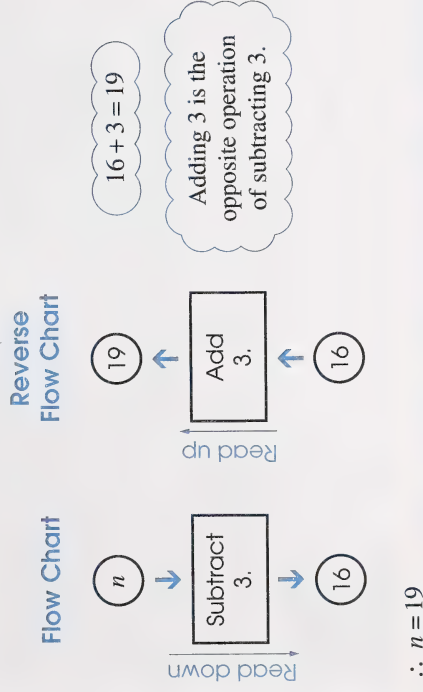 Flow Chart
Read down
n
Subtract
3.
16
Reverse
Flow Chart
Read up
19
Add
3.
16
16 + 3 = 19
Adding 3 is the
opposite operation
of subtracting 3.
∴ n = 19